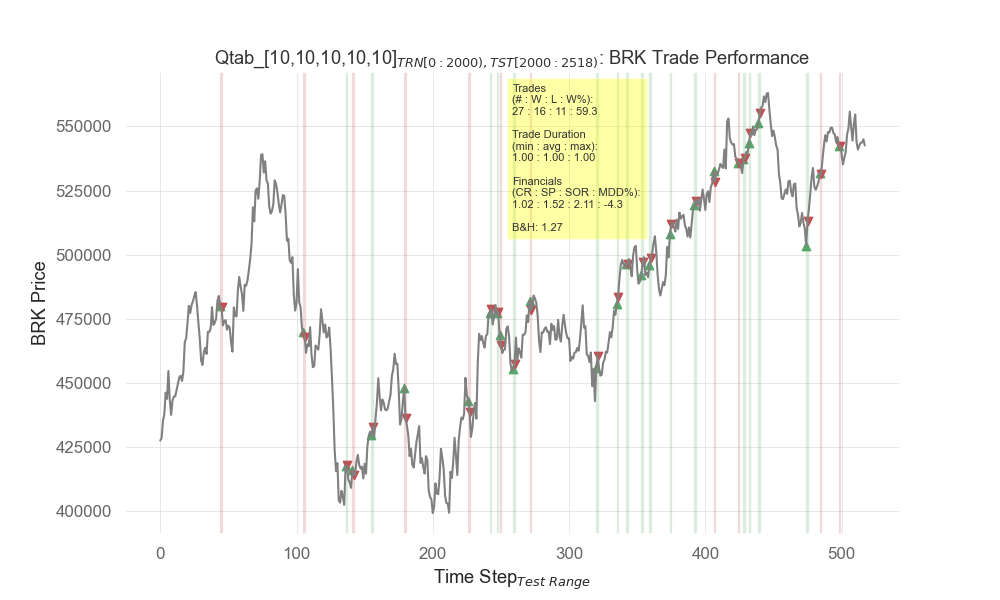 Qtab_[10,10,10,10,10]TRN[0 : 2000), TST[2000 : 2518): BRK Trade Performance
Trades
(# : W : L : W%):
27 : 16 : 11 : 59.3
Trade Duration
(min : avg : max):
1.00 : 1.00 : 1.00
Financials
(CR : SP : SOR : MDD%):
1.02 : 1.52 : 2.11 : -4.3
B&H: 1.27
BRK Price
550000
525000
500000
475000
450000
425000
400000
0 100 200 300 400 500
Time Step Test Range